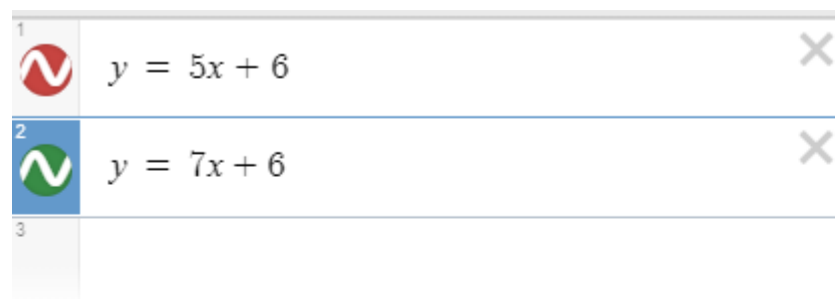 1
y = 5x + 6
2
y = 7x + 6
3